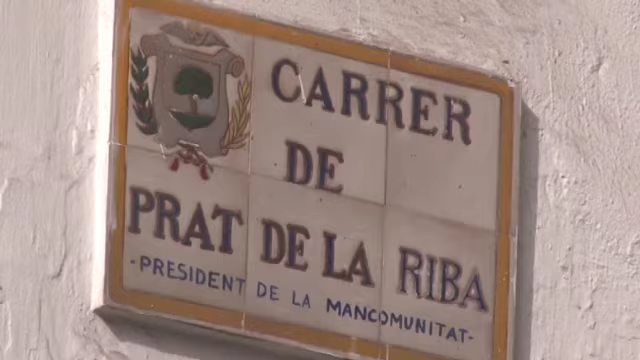 CARRER
DE
PRAT DE LA RIBA
-PRESIDENT DE LA MANCOMUNITAT-